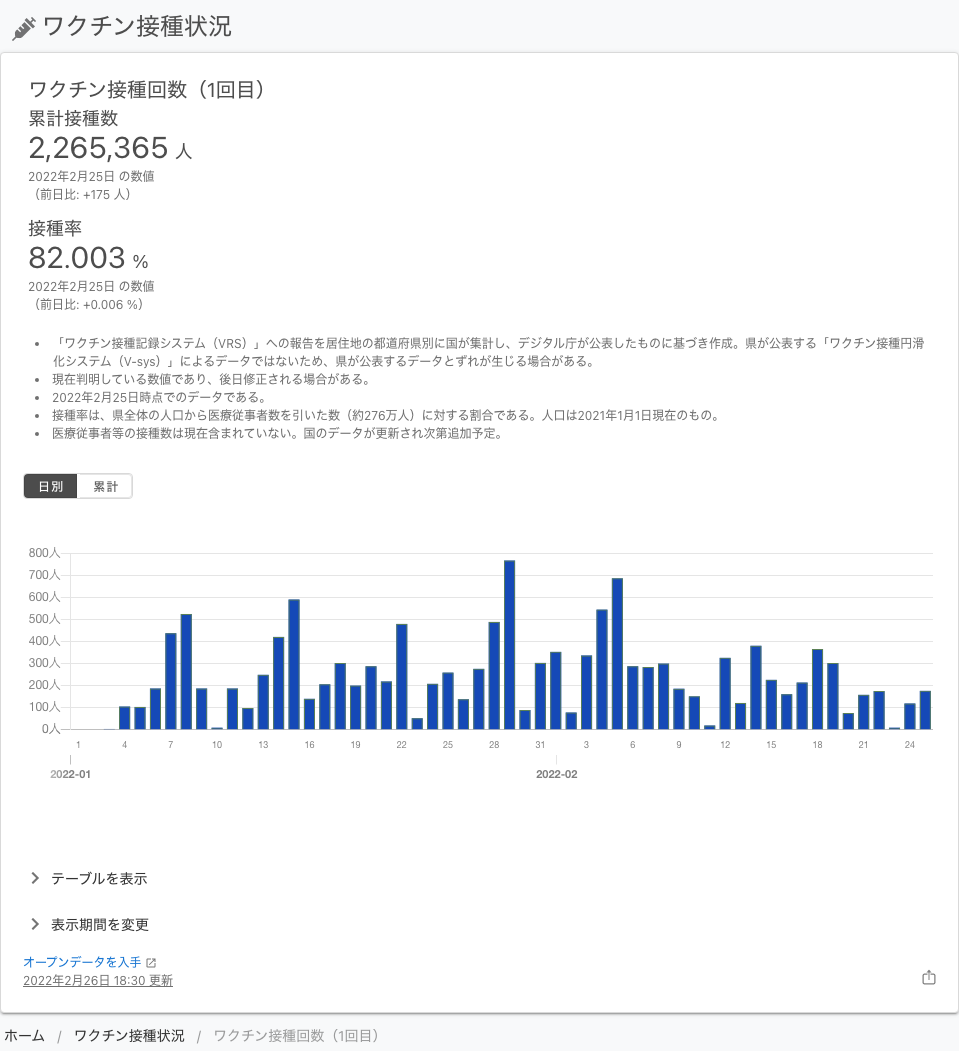 ワクチン接種状況
ワクチン接種回数（1回目）
累計接種数
2,265,365 人
2022年2月25日 の数値
（前日比: +175 人）
接種率
82.003 %
2022年2月25日 の数値
（前日比: +0.006 %）
「ワクチン接種記録システム（VRS）」への報告を居住地の都道府県別に国が集計し、デジタル庁が公表したものに基づき作成。県が公表する「ワクチン接種円滑
化システム（V-sys）」によるデータではないため、県が公表するデータとずれが生じる場合がある。
現在判明している数値であり、後日修正される場合がある。
2022年2月25日時点でのデータである。
接種率は、県全体の人口から医療従事者数を引いた数（約276万人）に対する割合である。人口は2021年1月1日現在のもの。
医療従事者等の接種数は現在含まれていない。国のデータが更新され次第追加予定。
日別 累計
800人
700人
600人
500人
400人
300人
200人
100人
0人
1 4 7 10 13 16 19 22 25 28 31 3 6 9 12 15 18 21 24
2022-01 2022-02
テーブルを表示
表示期間を変更
オープンデータを入手
2022年2月26日 18:30 更新
ホーム / ワクチン接種状況 / ワクチン接種回数（1回目）